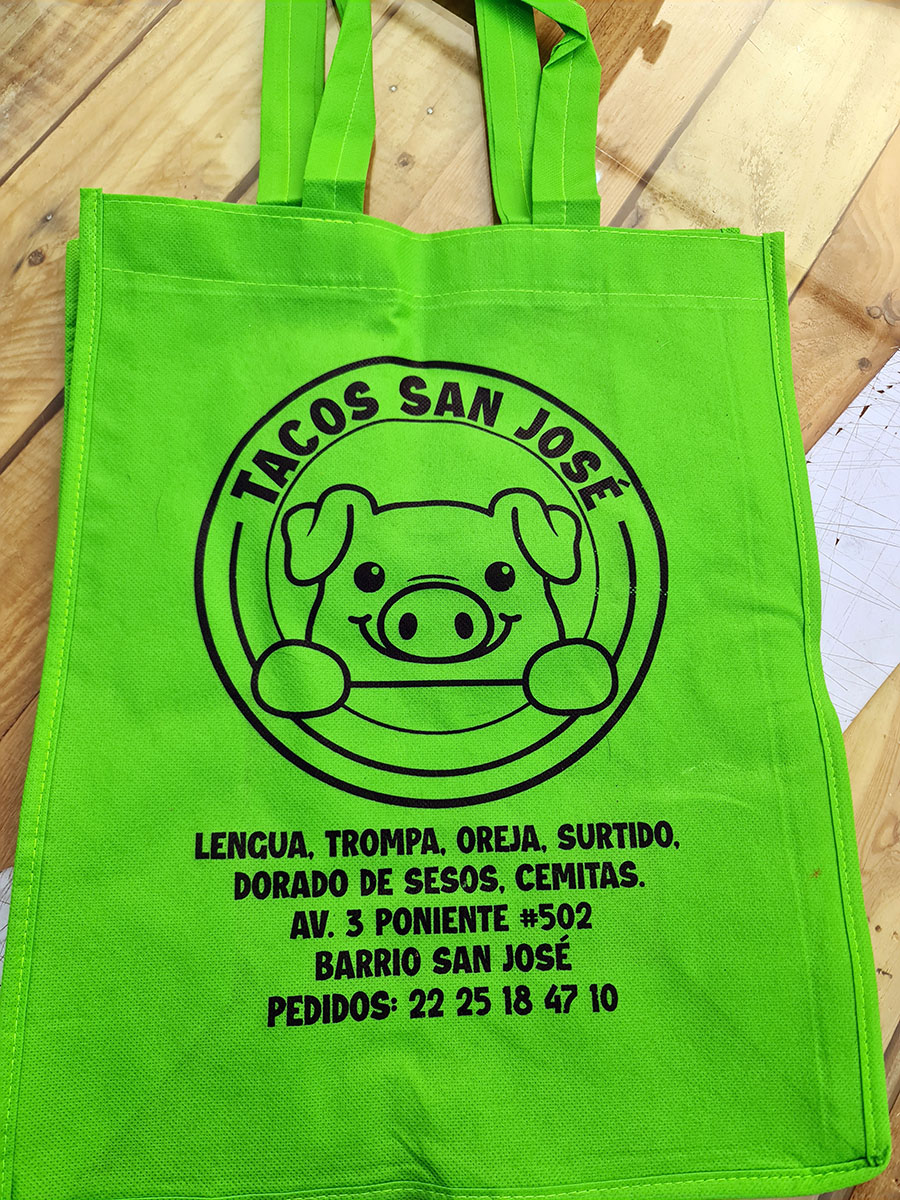 TACOS SAN JOSÉ
LENGUA, TROMPA, OREJA, SURTIDO,
DORADO DE SESOS, CEMITAS.
AV. 3 PONIENTE #502
BARRIO SAN JOSÉ
PEDIDOS: 22 25 18 47 10